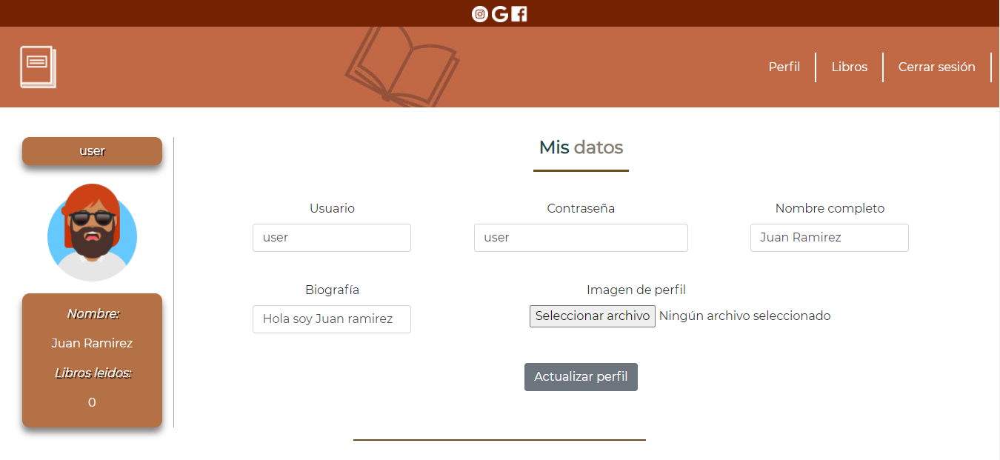 Perfil
Libros
Cerrar sesión
user
Nombre:
Juan Ramirez
Libros leidos:
0
Mis datos
Usuario
user
Contraseña
user
Nombre completo
Juan Ramirez
Biografía
Hola soy Juan ramirez
Imagen de perfil
Seleccionar archivo Ningún archivo seleccionado
Actualizar perfil